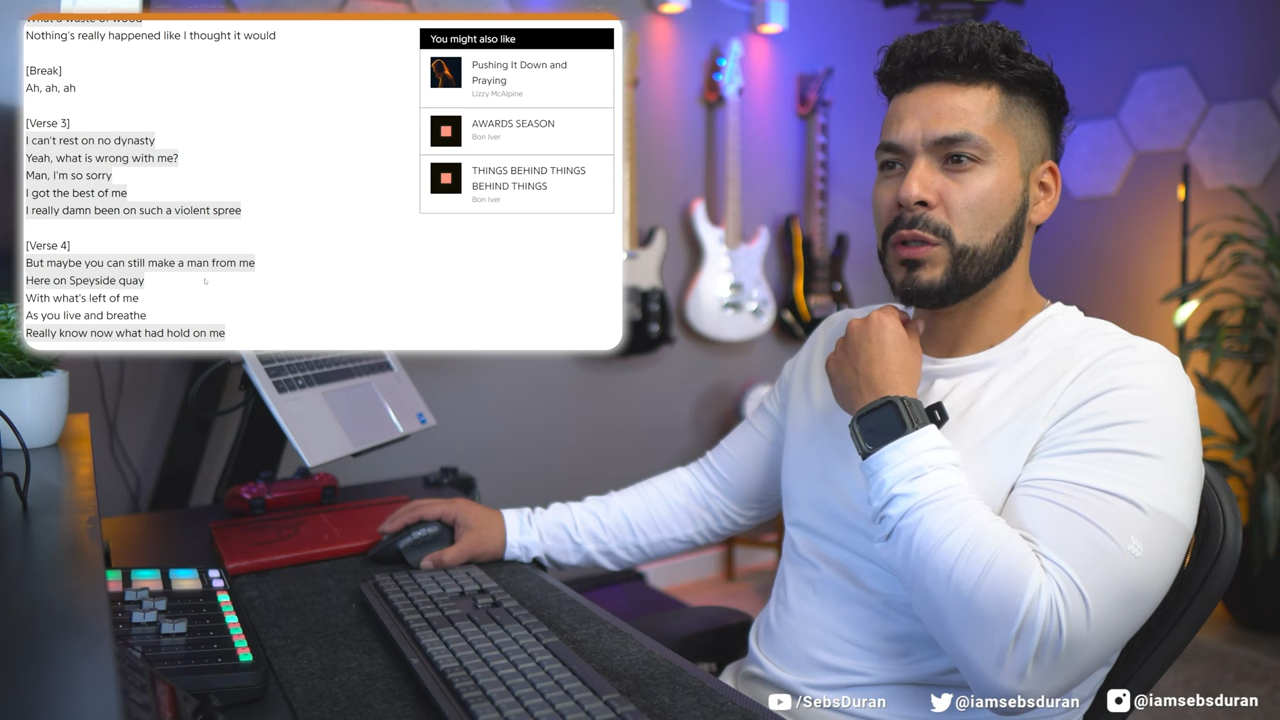 What a waste of wood
Nothing's really happened like I thought it would
[Break]
Ah, ah, ah
[Verse 3]
I can't rest on no dynasty
Yeah, what is wrong with me?
Man, I'm so sorry
I got the best of me
I really damn been on such a violent spree
[Verse 4]
But maybe you can still make a man from me
Here on Speyside quay
With what's left of me
As you live and breathe
Really know now what had hold on me
You might also like
Pushing It Down and
Praying
Lizzy McAlpine
AWARDS SEASON
Bon Iver
THINGS BEHIND THINGS
BEHIND THINGS
Bon Iver
/SebsDuran
@iamsebsduran
@iamsebsduran